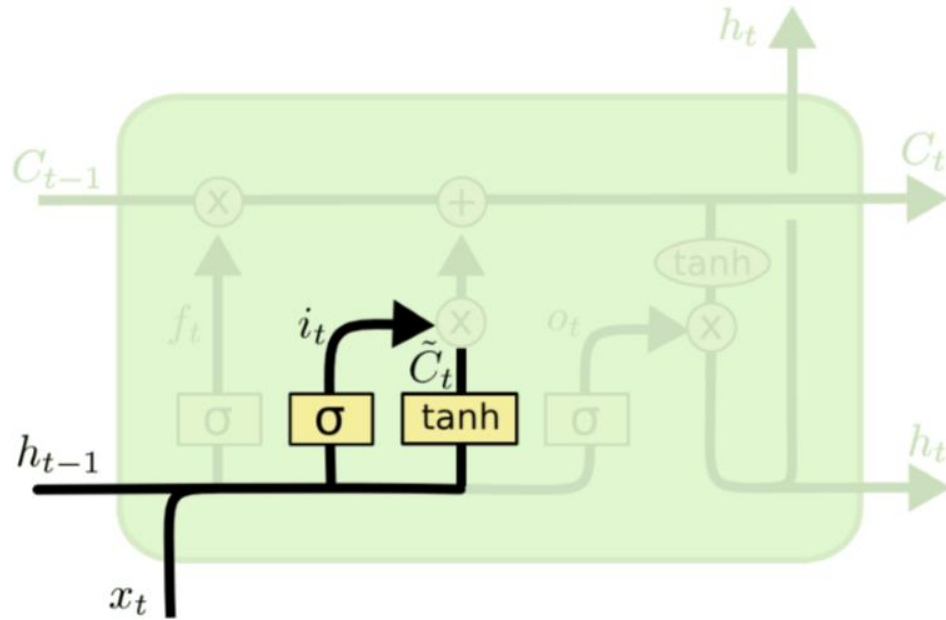 h_t
C_{t-1}
C_t
x
+
tanh
f_t
i_t
x
o_t
x
C̃_t
σ
σ
tanh
σ
h_{t-1}
h_t
x_t